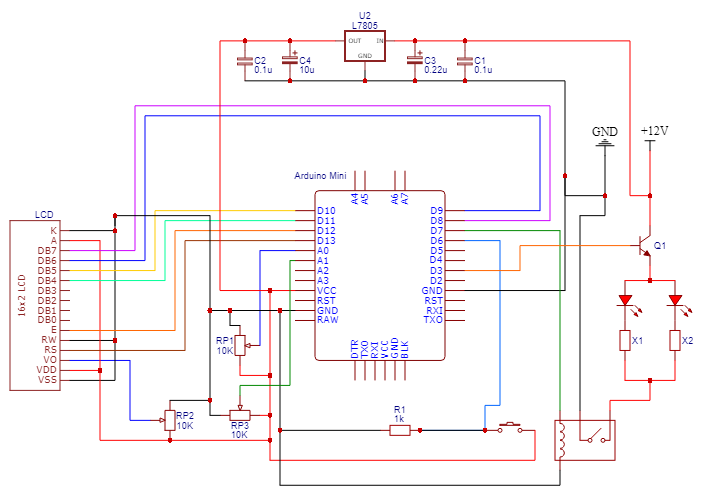 U2
L7805
OUT
IN
GND
C2
0.1u
C4
10u
C3
0.22u
C1
0.1u
GND
+12V
Arduino Mini
A4
A5
A6
A7
LCD
16x2 LCD
K
A
DB7
DB6
DB5
DB4
DB3
DB2
DB1
DB0
E
RW
RS
VO
VDD
VSS
D10
D11
D12
D13
A0
A1
A2
A3
VCC
RST
GND
RAW
D9
D8
D7
D6
D5
D4
D3
D2
GND
RST
RXI
TXO
DTR
TXO
RXI
VCC
GND
BLK
Q1
X1
X2
RP1
10K
RP2
10K
RP3
10K
R1
1k